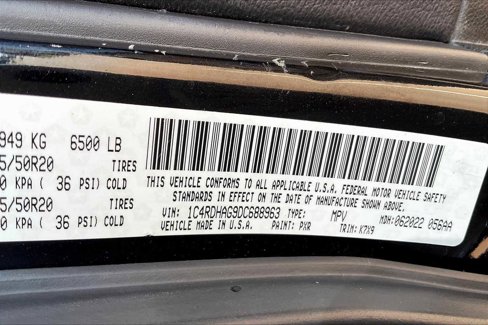 949 KG 6500 LB
5/50R20 TIRES
0 KPA ( 36 PSI) COLD
5/50R20 TIRES
0 KPA ( 36 PSI) COLD
THIS VEHICLE CONFORMS TO ALL APPLICABLE U.S.A. FEDERAL MOTOR VEHICLE SAFETY
STANDARDS IN EFFECT ON THE DATE OF MANUFACTURE SHOWN ABOVE.
VIN: 1C4RDHAG9DC688963 TYPE: MPV MDH: 062022 056AA
VEHICLE MADE IN U.S.A. PAINT: PXR TRIM: K7X9